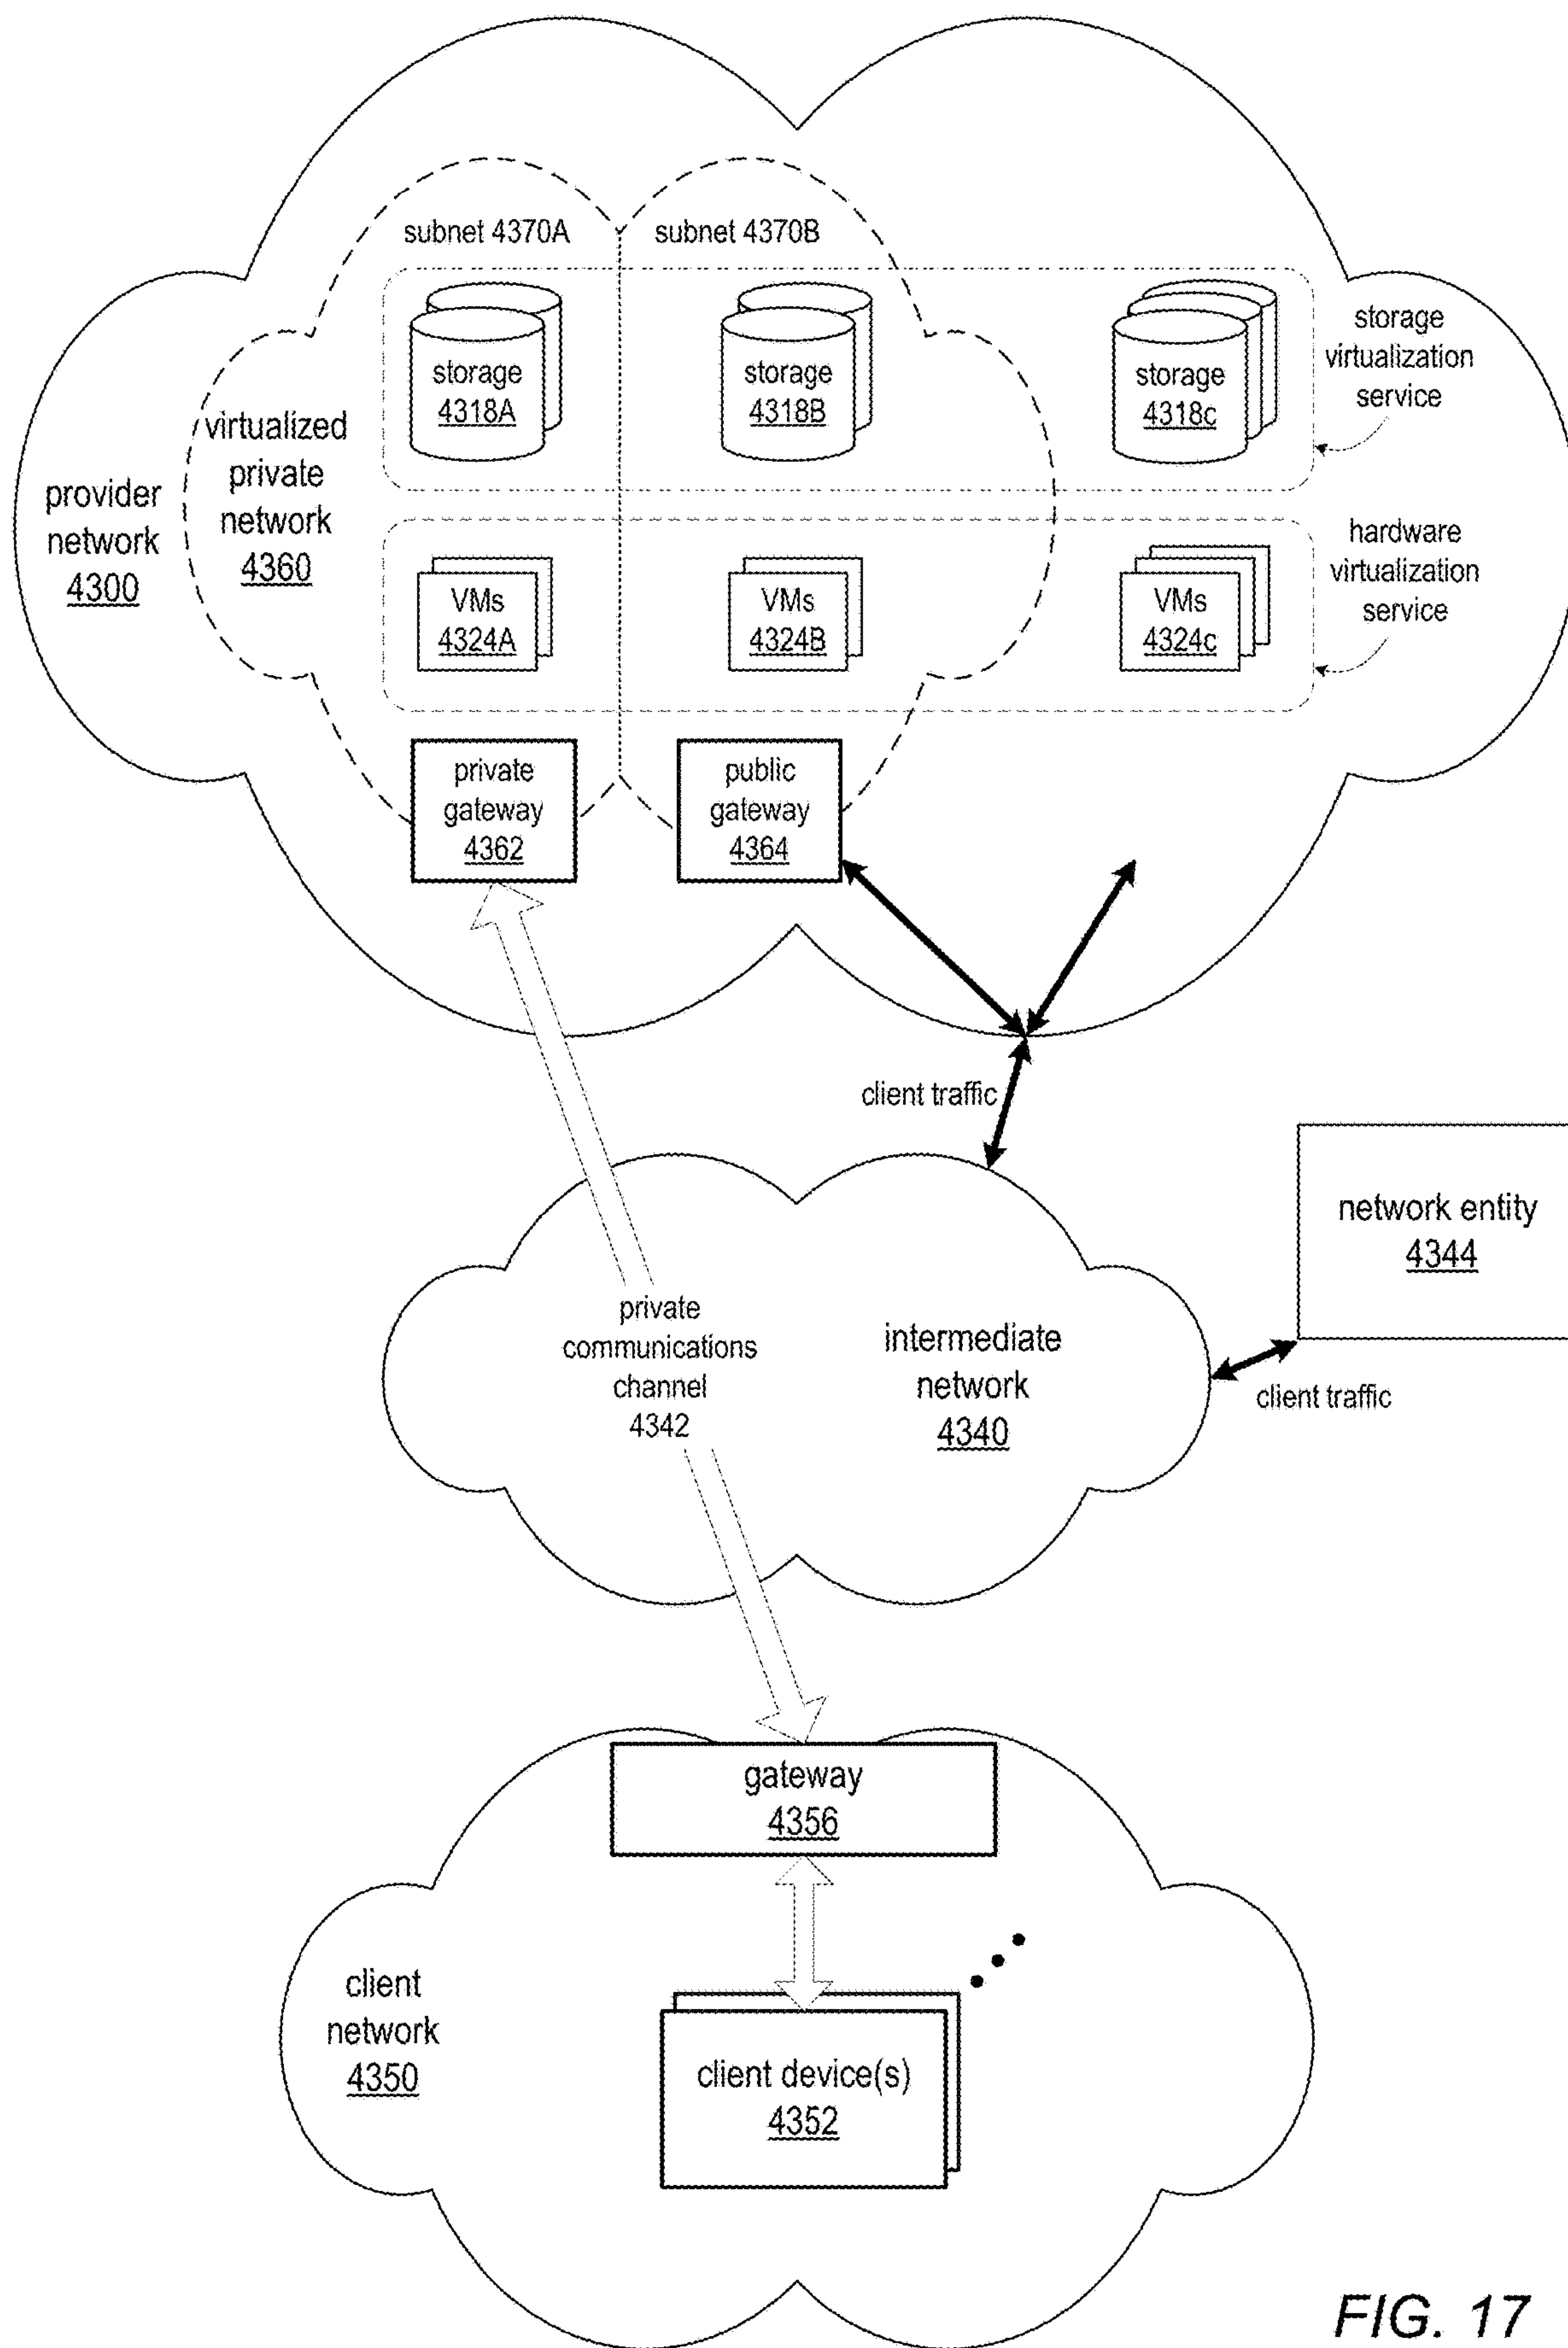 subnet 4370A
subnet 4370B
storage
4318A
storage
4318B
storage
4318c
storage
virtualization
service
provider
network
4300
virtualized
private
network
4360
VMs
4324A
VMs
4324B
VMs
4324c
hardware
virtualization
service
private
gateway
4362
public
gateway
4364
client traffic
network entity
4344
client traffic
private
communications
channel
4342
intermediate
network
4340
gateway
4356
client
network
4350
client device(s)
4352
FIG. 17